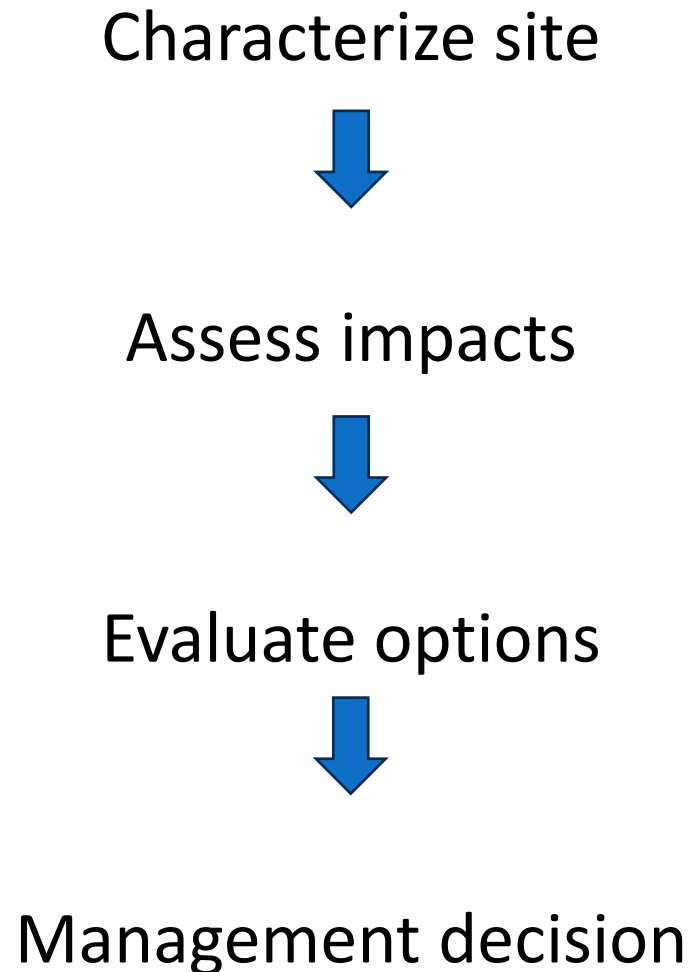 Characterize site
Assess impacts
Evaluate options
Management decision